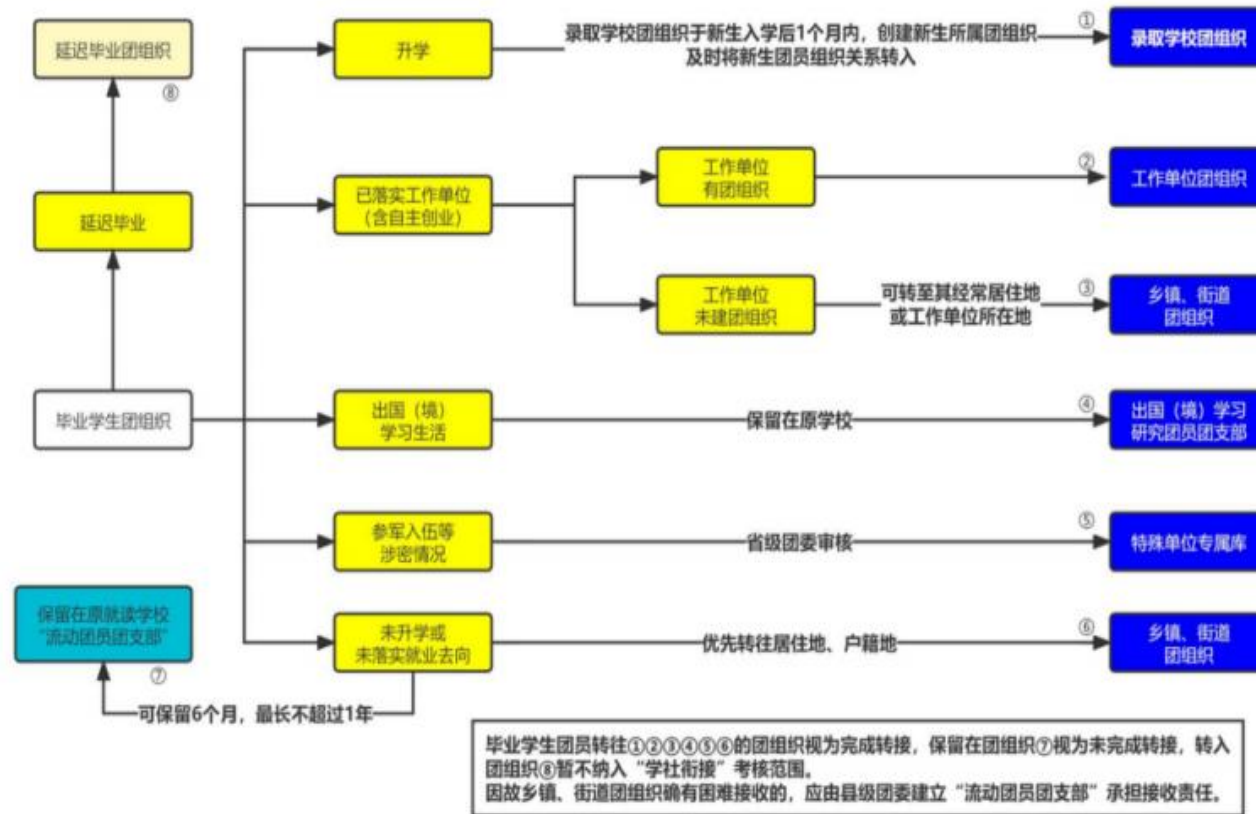 延迟毕业团组织
⑧
升学
录取学校团组织于新生入学后1个月内，创建新生所属团组织
及时将新生团员组织关系转入
①
录取学校团组织
延迟毕业
已落实工作单位
（含自主创业）
工作单位
有团组织
②
工作单位团组织
工作单位
未建团组织
可转至其经常居住地
或工作单位所在地
③
乡镇、街道
团组织
毕业学生团组织
出国（境）
学习生活
保留在原学校
④
出国（境）学习
研究团员团支部
参军入伍等
涉密情况
省级团委审核
⑤
特殊单位专属库
保留在原就读学校
“流动团员团支部”
⑦
未升学或
未落实就业去向
优先转往居住地、户籍地
⑥
乡镇、街道
团组织
可保留6个月，最长不超过1年
毕业学生团员转往①②③④⑤⑥的团组织视为完成转接，保留在团组织⑦视为未完成转接，转入
团组织⑧暂不纳入“学社衔接”考核范围。
因故乡镇、街道团组织确有困难接收的，应由县级团委建立“流动团员团支部”承担接收责任。